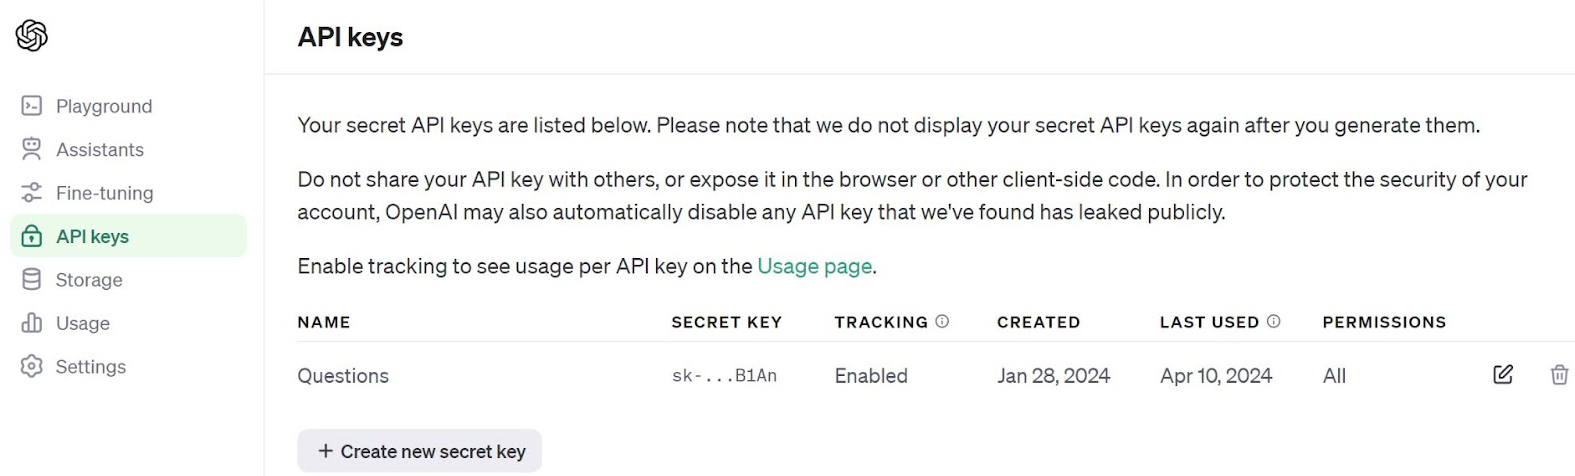 API keys
Playground
Assistants
Fine-tuning
API keys
Storage
Usage
Settings
Your secret API keys are listed below. Please note that we do not display your secret API keys again after you generate them.
Do not share your API key with others, or expose it in the browser or other client-side code. In order to protect the security of your
account, OpenAI may also automatically disable any API key that we've found has leaked publicly.
Enable tracking to see usage per API key on the Usage page.
NAME SECRET KEY TRACKING CREATED LAST USED PERMISSIONS
Questions sk-...B1An Enabled Jan 28, 2024 Apr 10, 2024 All
+ Create new secret key